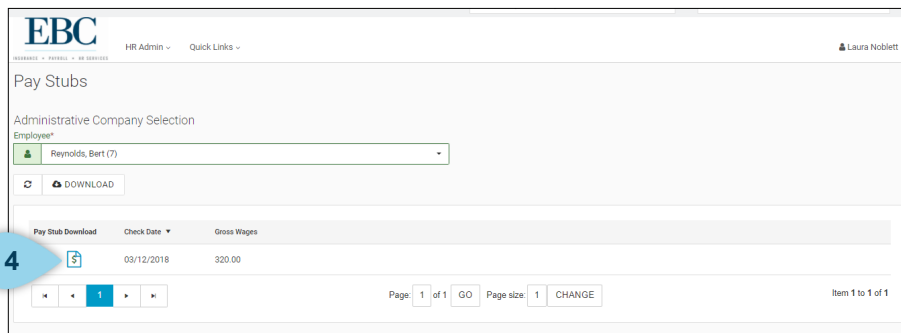 EBC
INSURANCE • PAYROLL • HR SERVICES
HR Admin Quick Links Laura Noblett
Pay Stubs
Administrative Company Selection
Employee*
Reynolds, Bert (7)
DOWNLOAD
Pay Stub Download Check Date ▼ Gross Wages
4 $ 03/12/2018 320.00
1 Page: 1 of 1 GO Page size: 1 CHANGE Item 1 to 1 of 1